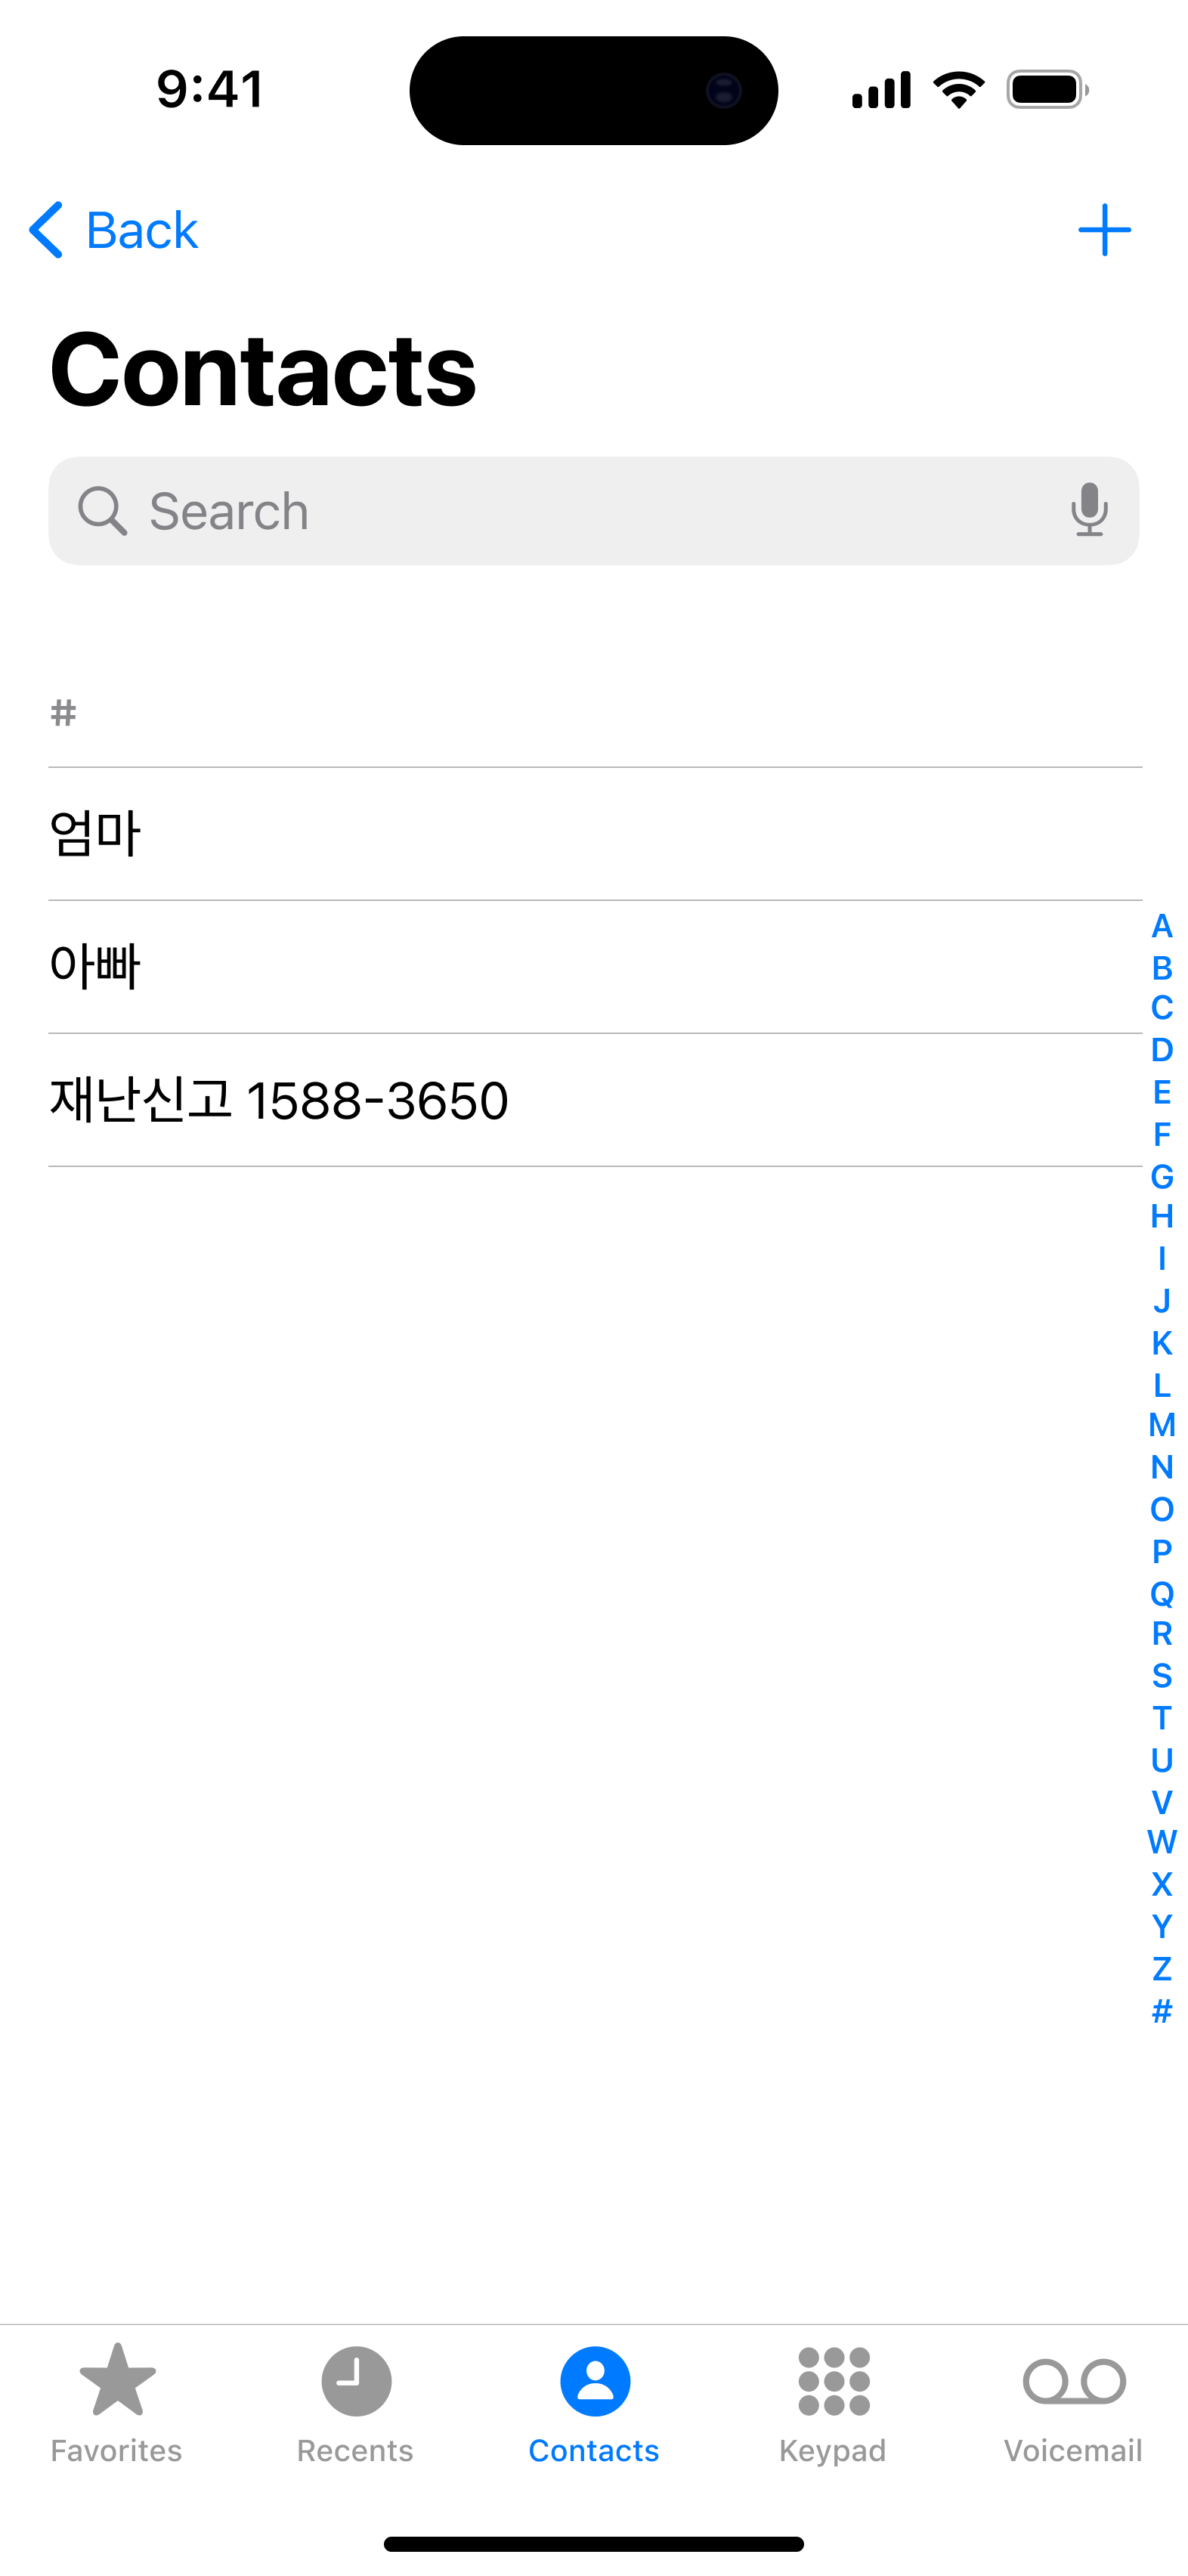 9:41
Back
Contacts
Search
#
엄마
아빠
재난신고 1588-3650
A
B
C
D
E
F
G
H
I
J
K
L
M
N
O
P
Q
R
S
T
U
V
W
X
Y
Z
#
Favorites Recents Contacts Keypad Voicemail